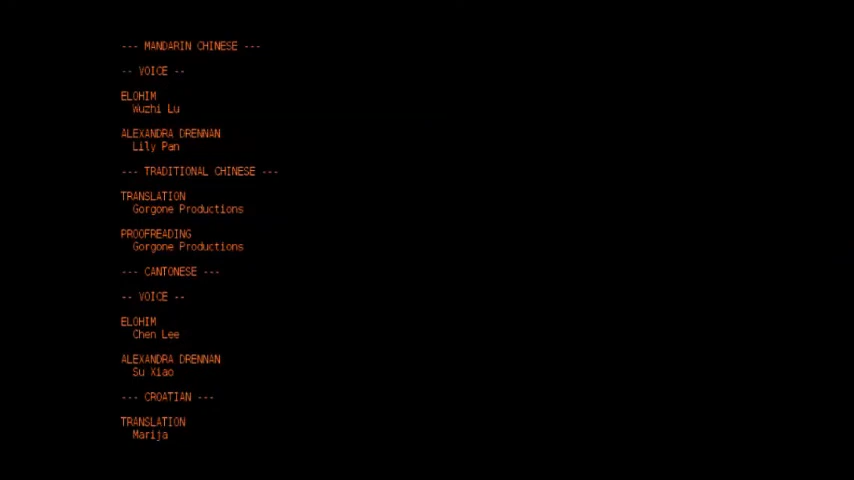 --- MANDARIN CHINESE ---
-- VOICE --
ELOHIM
Wuzhi Lu
ALEXANDRA DRENNAN
Lily Pan
--- TRADITIONAL CHINESE ---
TRANSLATION
Gorgone Productions
PROOFREADING
Gorgone Productions
--- CANTONESE ---
-- VOICE --
ELOHIM
Chen Lee
ALEXANDRA DRENNAN
Su Xiao
--- CROATIAN ---
TRANSLATION
Marija